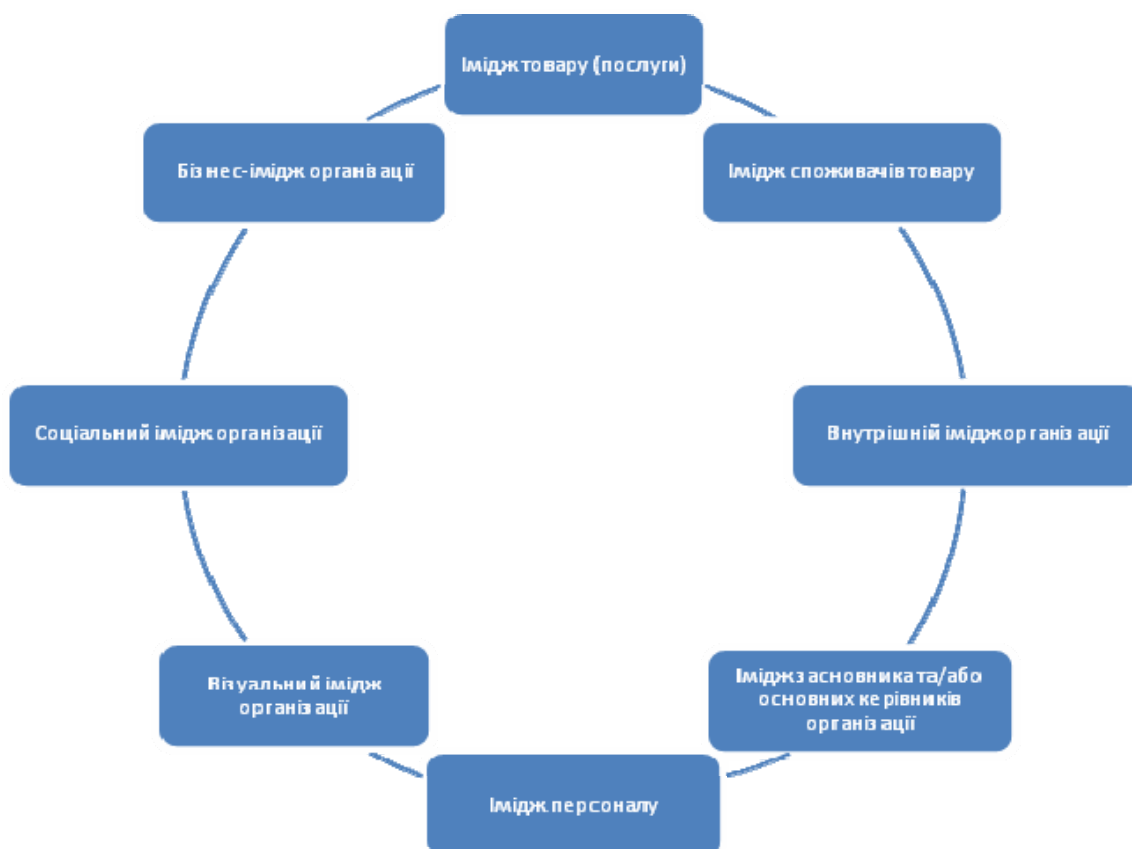 Імідж товару (послуги)
Бізнес-імідж організації
Імідж споживачів товару
Соціальний імідж організації
Внутрішній імідж організації
Візуальний імідж
організації
Імідж засновника та/або
основних керівників
організації
Імідж персоналу